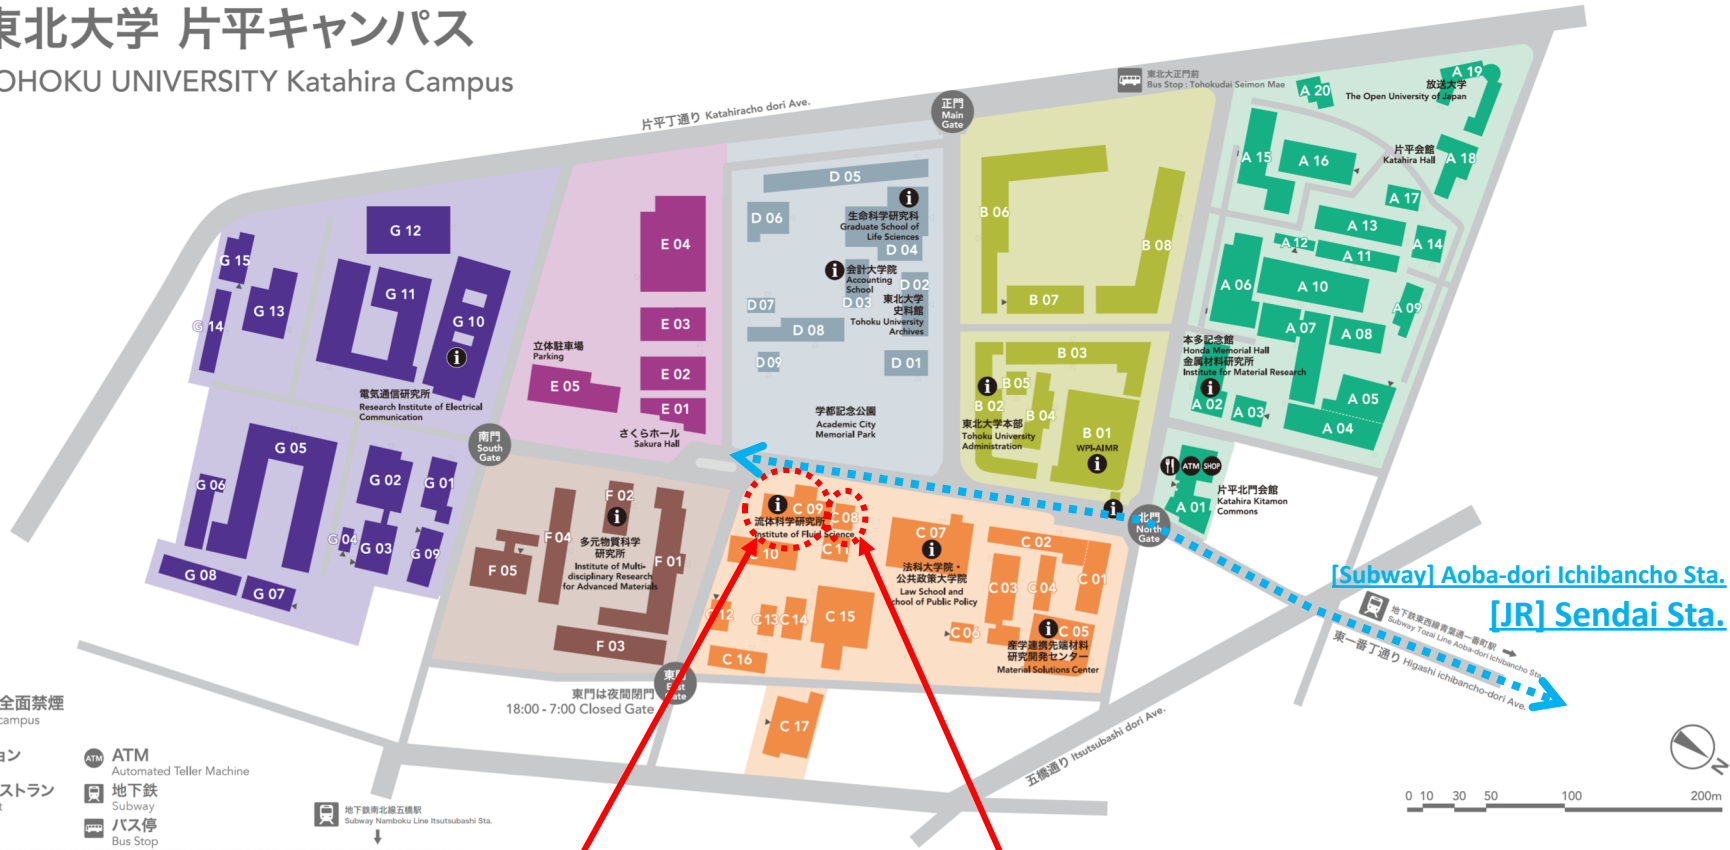 東北大学 片平キャンパス
OHOKU UNIVERSITY Katahira Campus
片平丁通り Katahiracho dori Ave.
正門
Main
Gate
東北大正門前
Bus Stop : Tohokudai Seimon Mae
A 20
A 19
放送大学
The Open University of Japan
A 15
A 16
片平会館
Katahira Hall
A 18
A 17
A 13
A 12
A 14
A 11
A 06
A 10
A 09
A 07
A 08
本多記念館
Honda Memorial Hall
金属材料研究所
Institute for Material Research
A 02
A 03
A 05
A 04
ATM
SHOP
片平北門会館
Katahira Kitamon
Commons
A 01
北門
North
Gate
B 06
B 08
B 07
B 03
B 05
B 02
B 04
東北大学本部
Tohoku University
Administration
B 01
WPI-AIMR
D 05
D 06
生命科学研究科
Graduate School of
Life Sciences
D 04
会計大学院
Accounting
School
D 02
D 03
東北大学
史料館
Tohoku University
Archives
D 07
D 08
D 09
D 01
学都記念公園
Academic City
Memorial Park
E 04
E 03
立体駐車場
Parking
E 02
E 05
E 01
さくらホール
Sakura Hall
G 12
G 15
G 11
G 13
G 10
G 14
電気通信研究所
Research Institute of Electrical
Communication
南門
South
Gate
G 05
G 06
G 02
G 01
G 04
G 03
G 09
G 08
G 07
F 02
F 04
多元物質科学
研究所
Institute of Multi-
disciplinary Research
for Advanced Materials
F 05
F 01
F 03
C 09
C 08
流体科学研究所
Institute of Fluid Science
C 10
C 11
C 07
法科大学院・
公共政策大学院
Law School and
School of Public Policy
C 02
C 03
C 04
C 01
C 12
C 13
C 14
C 15
C 06
C 05
産学連携先端材料
研究開発センター
Material Solutions Center
C 16
C 17
東門
East
Gate
東門は夜間閉門
18:00 - 7:00 Closed Gate
[Subway] Aoba-dori Ichibancho Sta.
[JR] Sendai Sta.
地下鉄東西線青葉通一番町駅
Subway Tozai Line Aoba-dori Ichibancho Sta.
東一番丁通り Higashi ichibancho-dori Ave.
五橋通り Itsutsubashi dori Ave.
全面禁煙
campus
ョン
ストラン
ATM
ATM
Automated Teller Machine
地下鉄
Subway
バス停
Bus Stop
地下鉄南北線五橋駅
Subway Namboku Line Itsutsubashi Sta.
N
0 10 30 50 100 200m